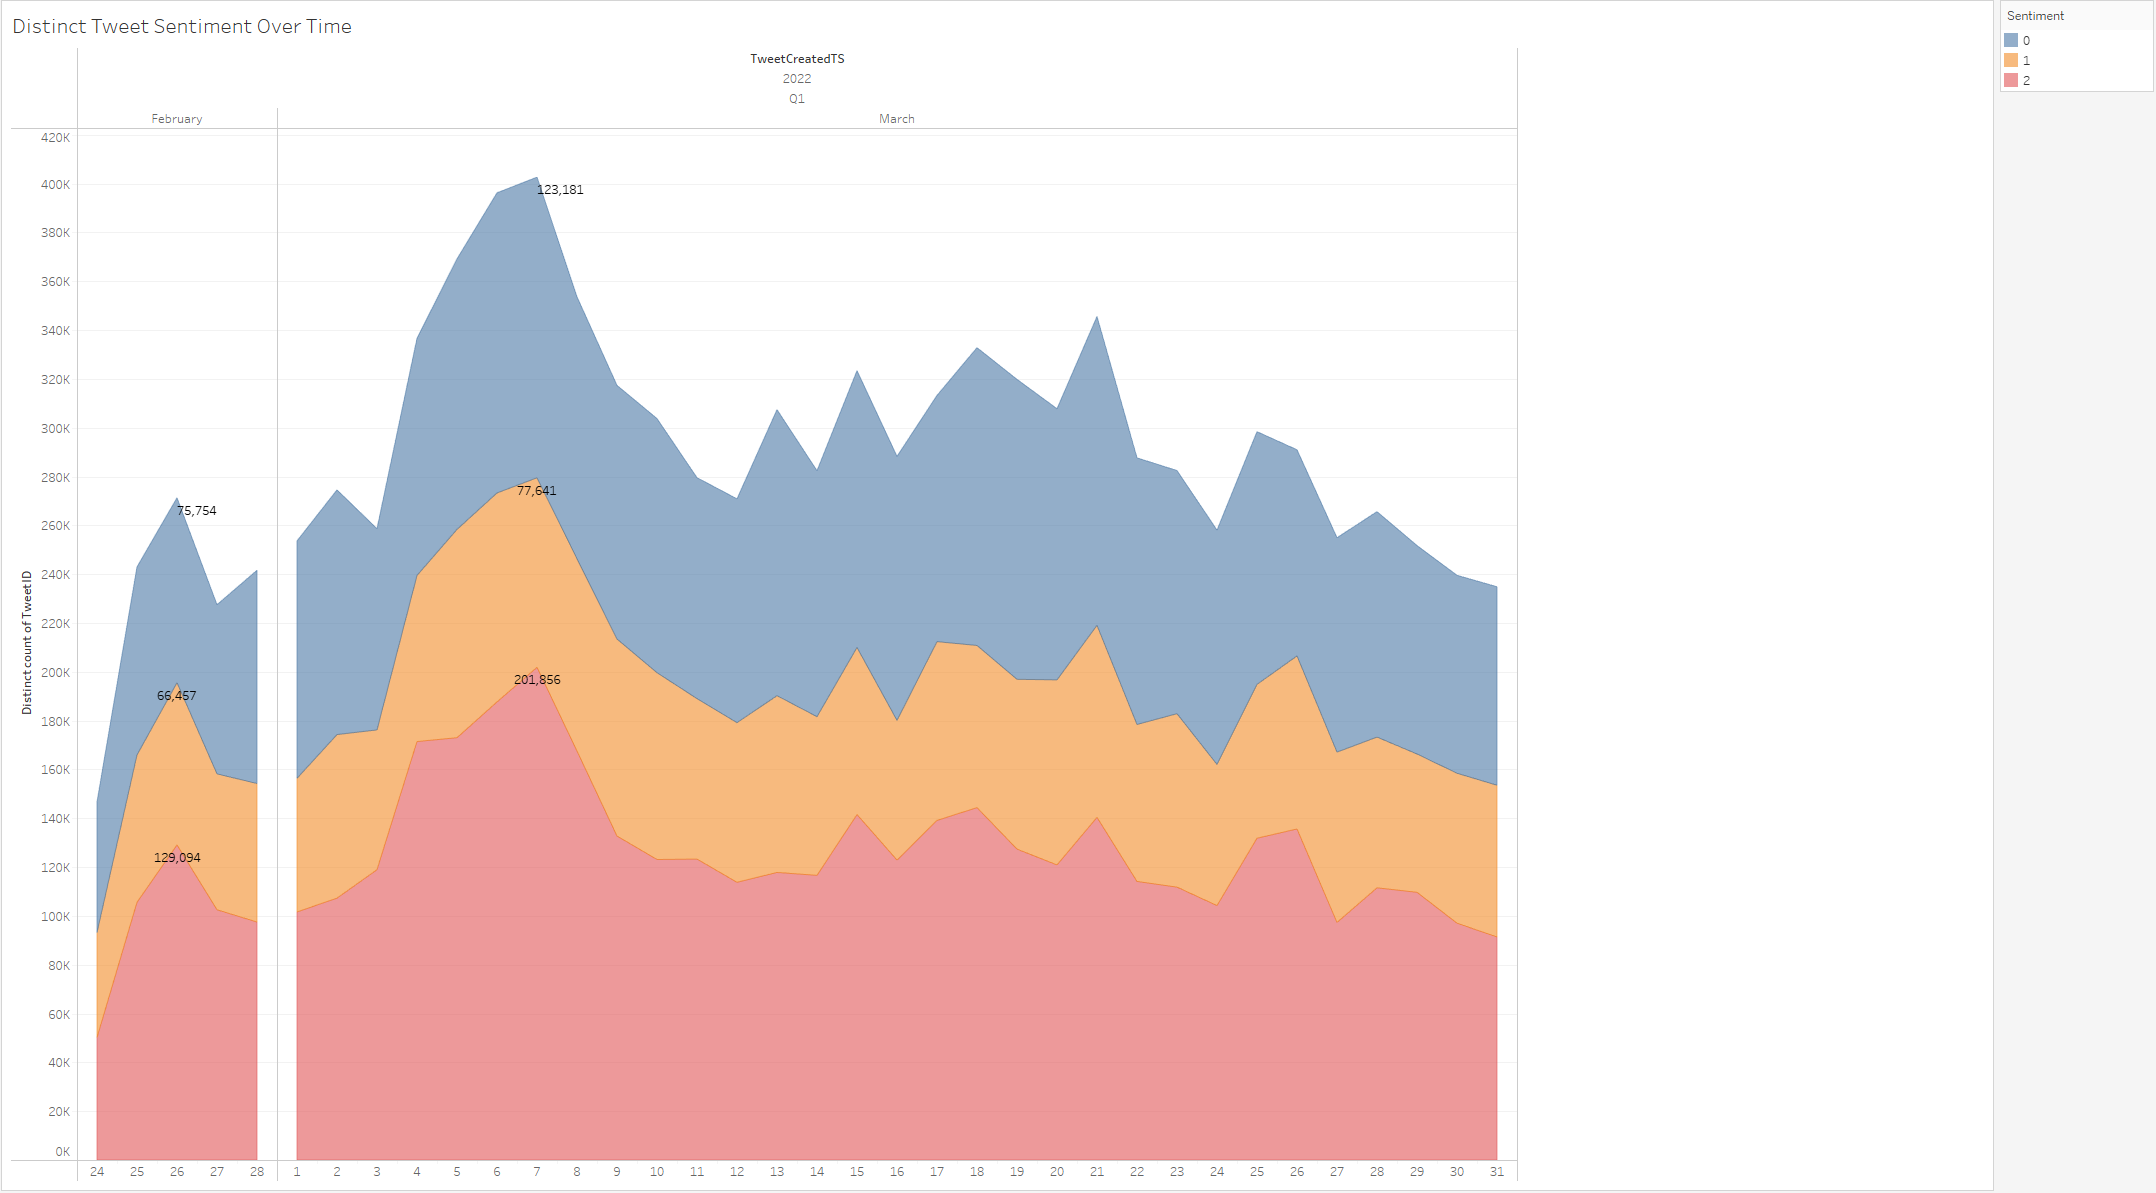 Distinct Tweet Sentiment Over Time
TweetCreatedTS
2022
Q1
February March
420K
400K
380K
360K
340K
320K
300K
280K
260K
240K
220K
200K
180K
160K
140K
120K
100K
80K
60K
40K
20K
0K
Distinct count of TweetID
123,181
77,641
75,754
201,856
66,457
129,094
24 25 26 27 28 1 2 3 4 5 6 7 8 9 10 11 12 13 14 15 16 17 18 19 20 21 22 23 24 25 26 27 28 29 30 31
Sentiment
0
1
2